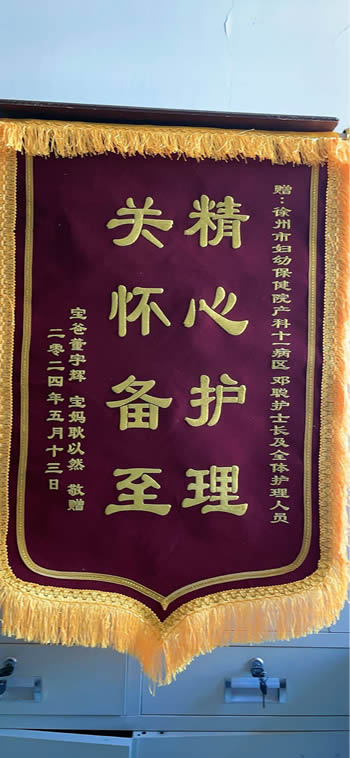 赠：徐州市妇幼保健院产科十一病区 邓聪护士长及全体护理人员
精心护理
关怀备至
宝爸董宇辉 宝妈耿以然 敬赠
二零二四年五月十三日